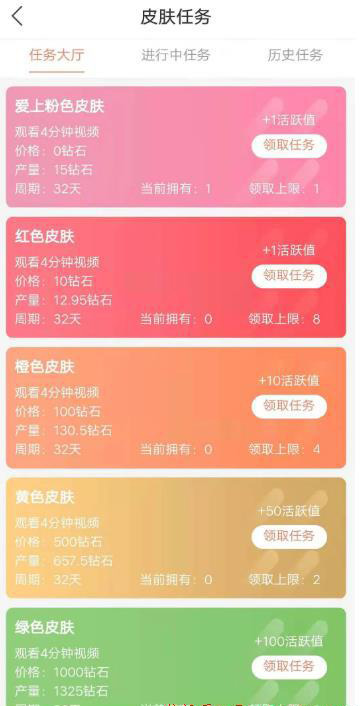 皮肤任务
任务大厅 进行中任务 历史任务
爱上粉色皮肤
+1活跃值
观看4分钟视频
领取任务
价格：0钻石
产量：15钻石
周期：32天 当前拥有：1 领取上限：1
红色皮肤
+1活跃值
观看4分钟视频
领取任务
价格：10钻石
产量：12.95钻石
周期：32天 当前拥有：0 领取上限：8
橙色皮肤
+10活跃值
观看4分钟视频
领取任务
价格：100钻石
产量：130.5钻石
周期：32天 当前拥有：0 领取上限：4
黄色皮肤
+50活跃值
观看4分钟视频
领取任务
价格：500钻石
产量：657.5钻石
周期：32天 当前拥有：0 领取上限：2
绿色皮肤
+100活跃值
观看4分钟视频
领取任务
价格：1000钻石
产量：1325钻石